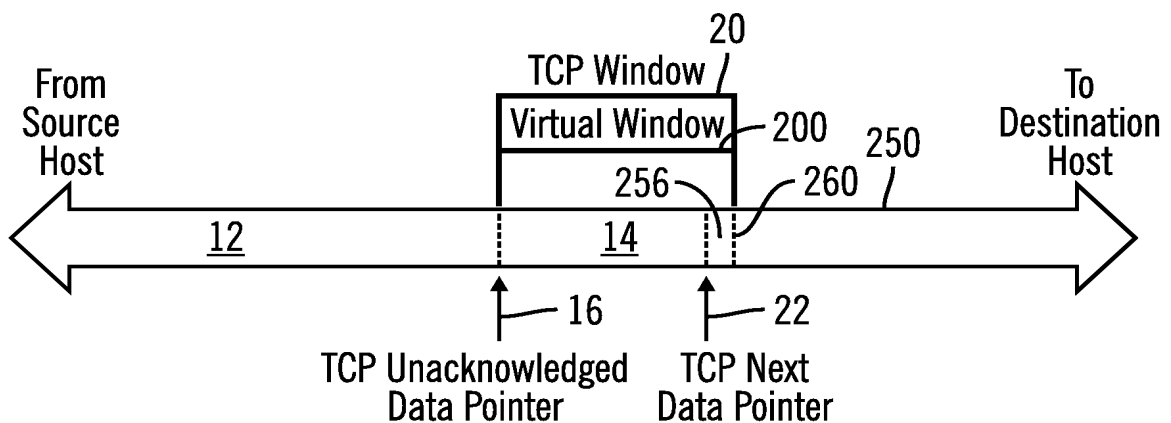 20
From
Source
Host
TCP Window
To
Destination
Host
Virtual Window
200
250
256
260
12
14
16
22
TCP Unacknowledged
Data Pointer
TCP Next
Data Pointer